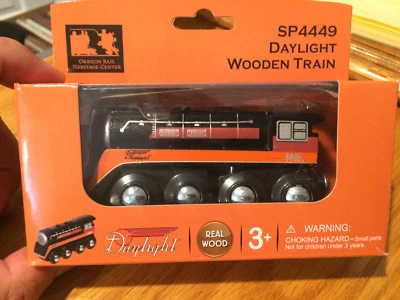 OREGON RAIL
HERITAGE CENTER
SP4449
DAYLIGHT
WOODEN TRAIN
4449
Daylight
REAL
WOOD
3+
WARNING:
CHOKING HAZARD—Small parts.
Not for children under 3 years.